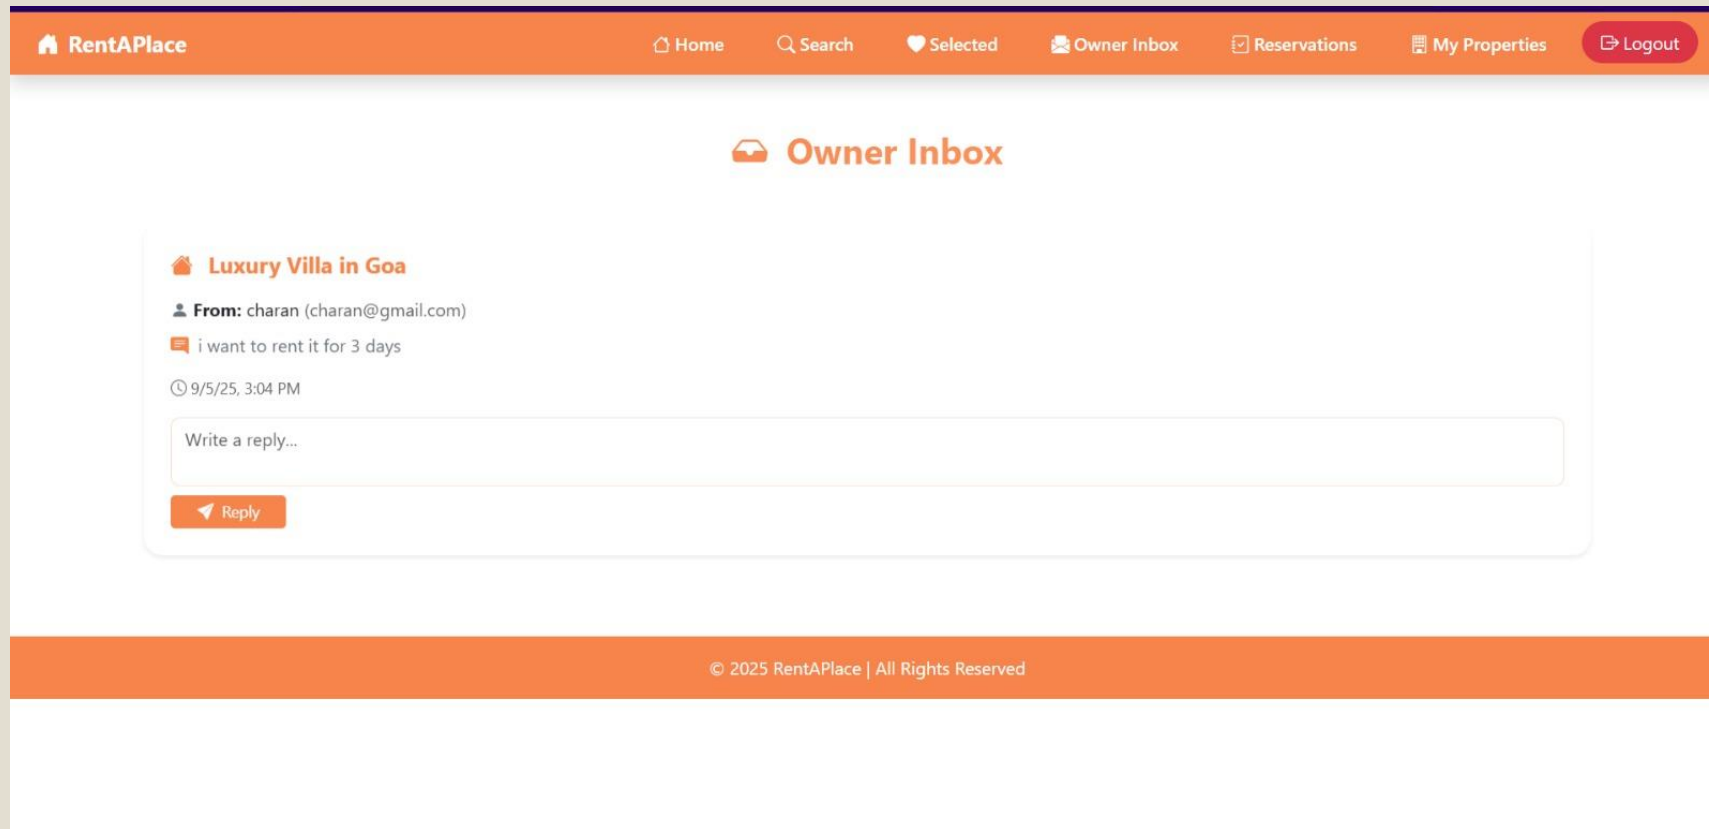 RentAPlace Home Search Selected Owner Inbox Reservations My Properties Logout
Owner Inbox
Luxury Villa in Goa
From: charan (charan@gmail.com)
i want to rent it for 3 days
9/5/25, 3:04 PM
Write a reply...
Reply
© 2025 RentAPlace | All Rights Reserved